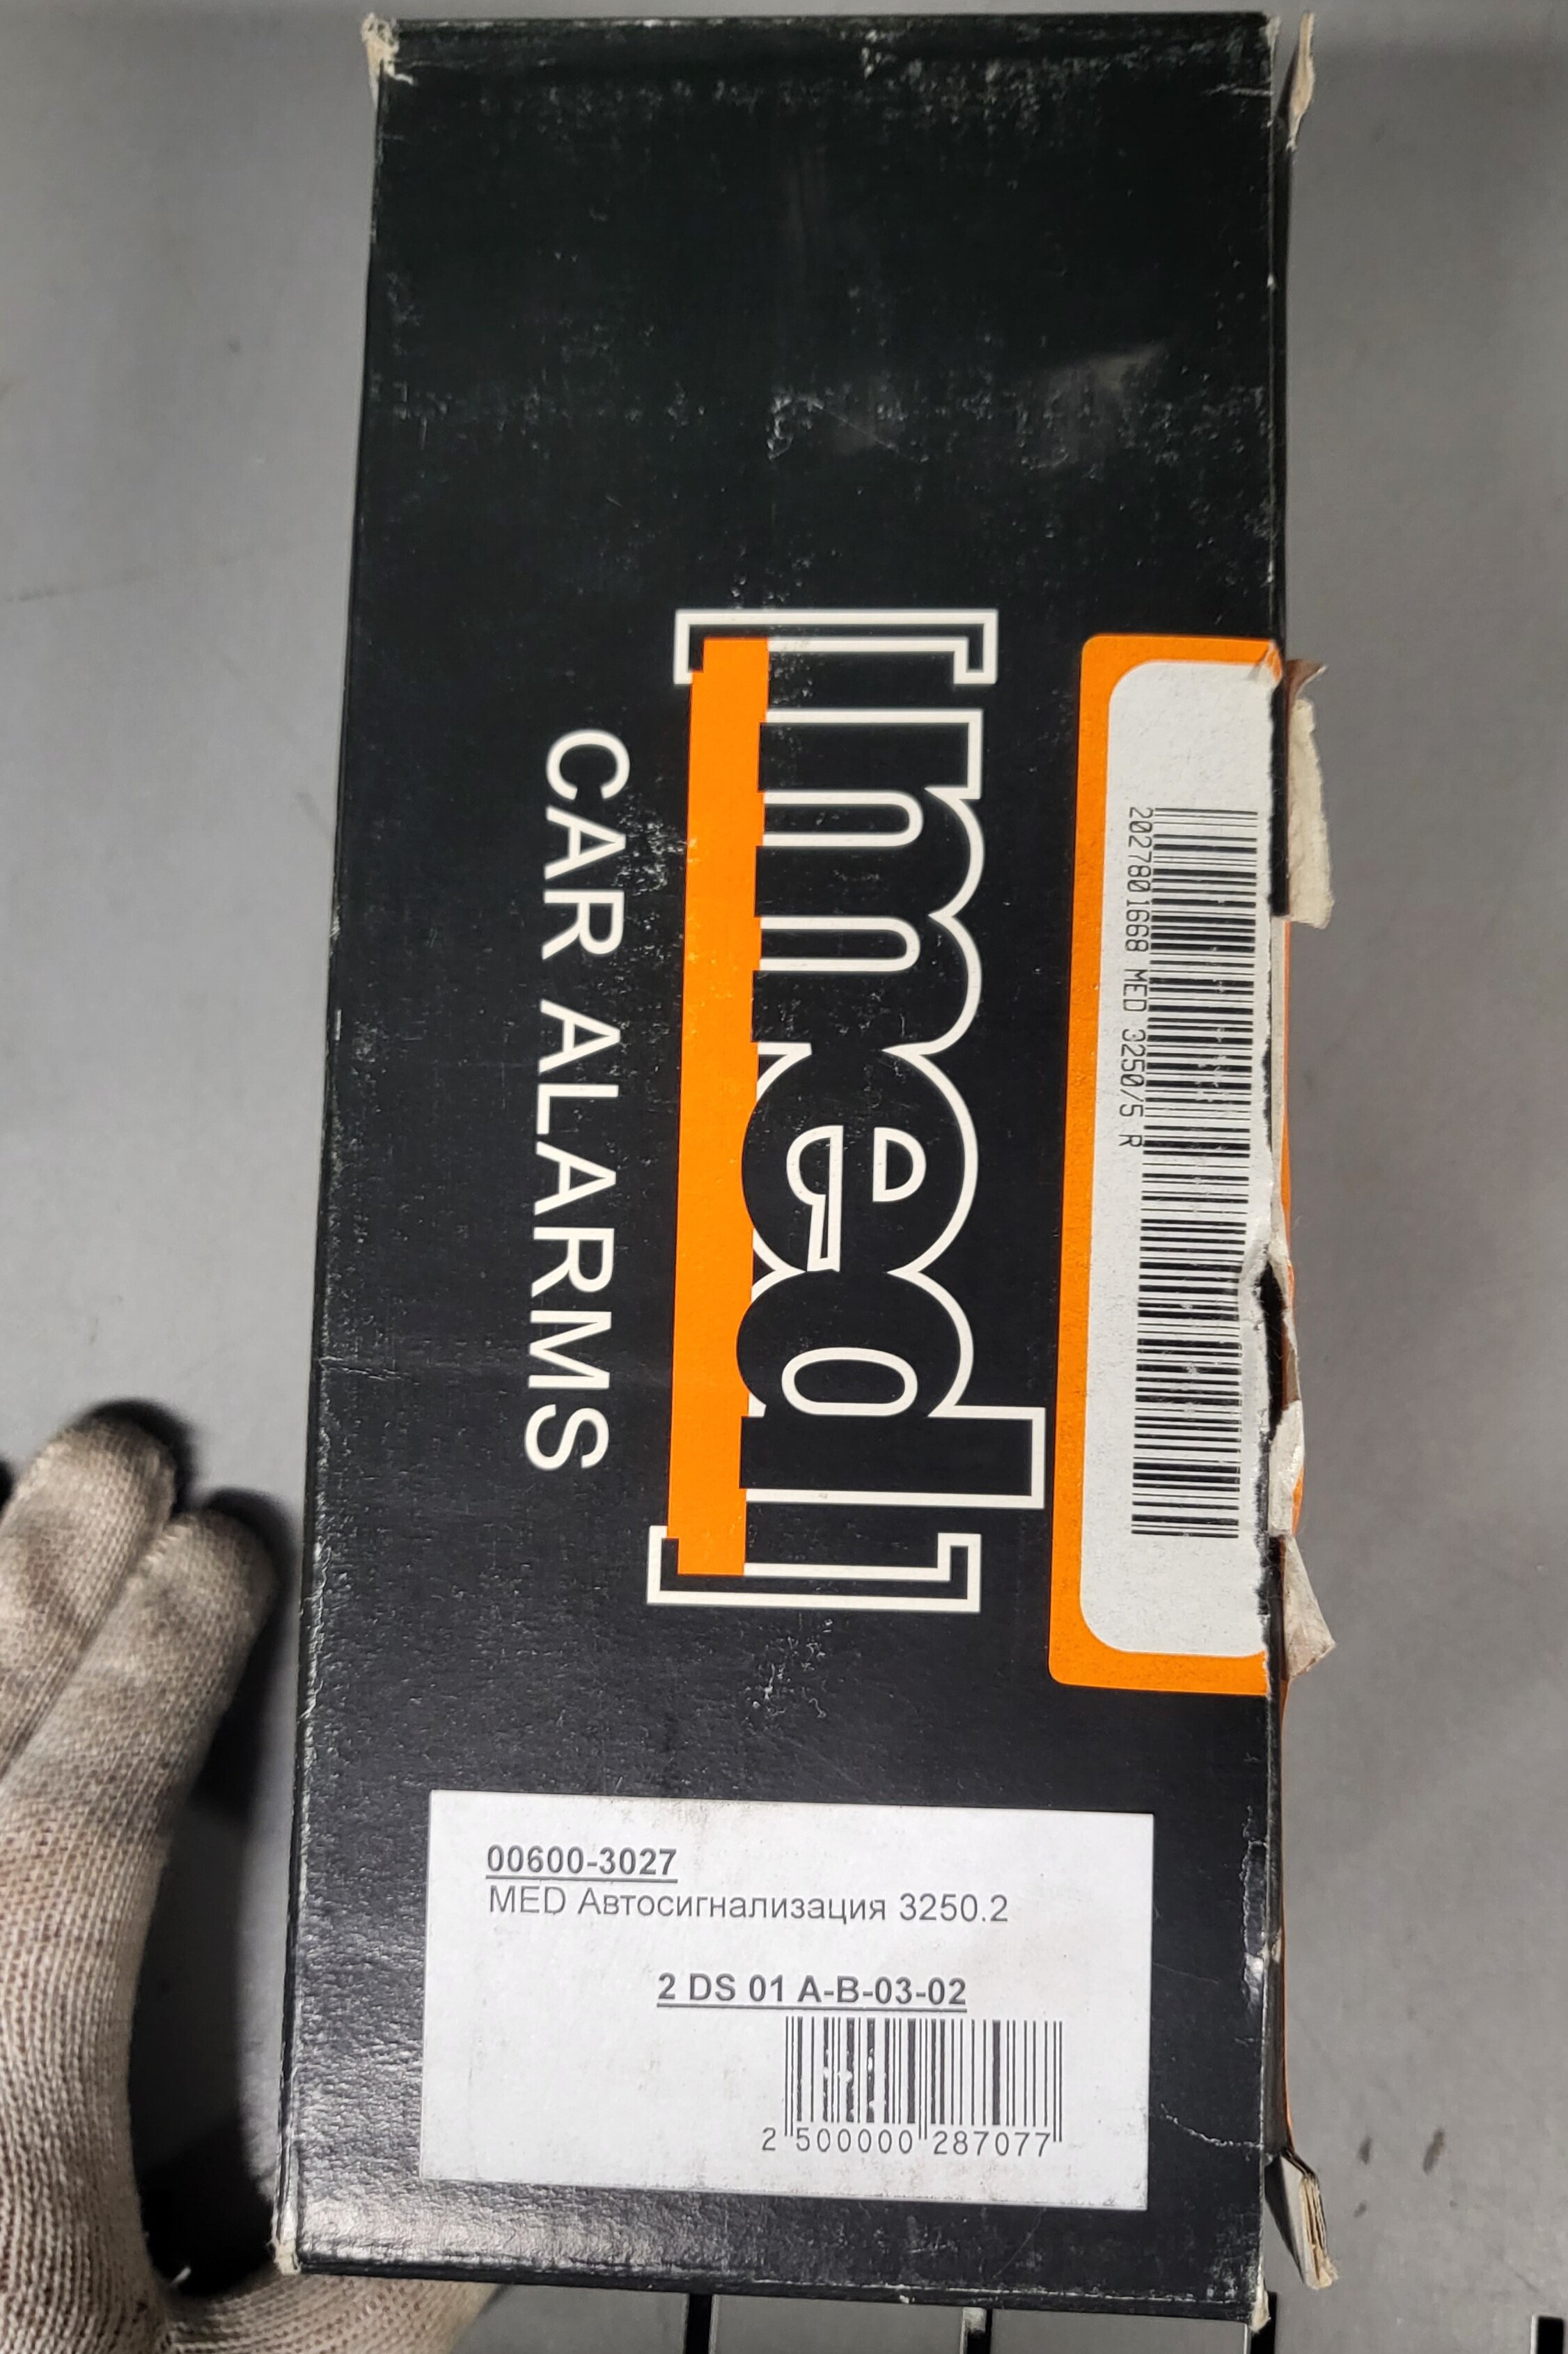 [med]
CAR ALARMS
2027801668 MED 3250/5 R
00600-3027
MED Автосигнализация 3250.2
2 DS 01 A-B-03-02
2 500000 287077